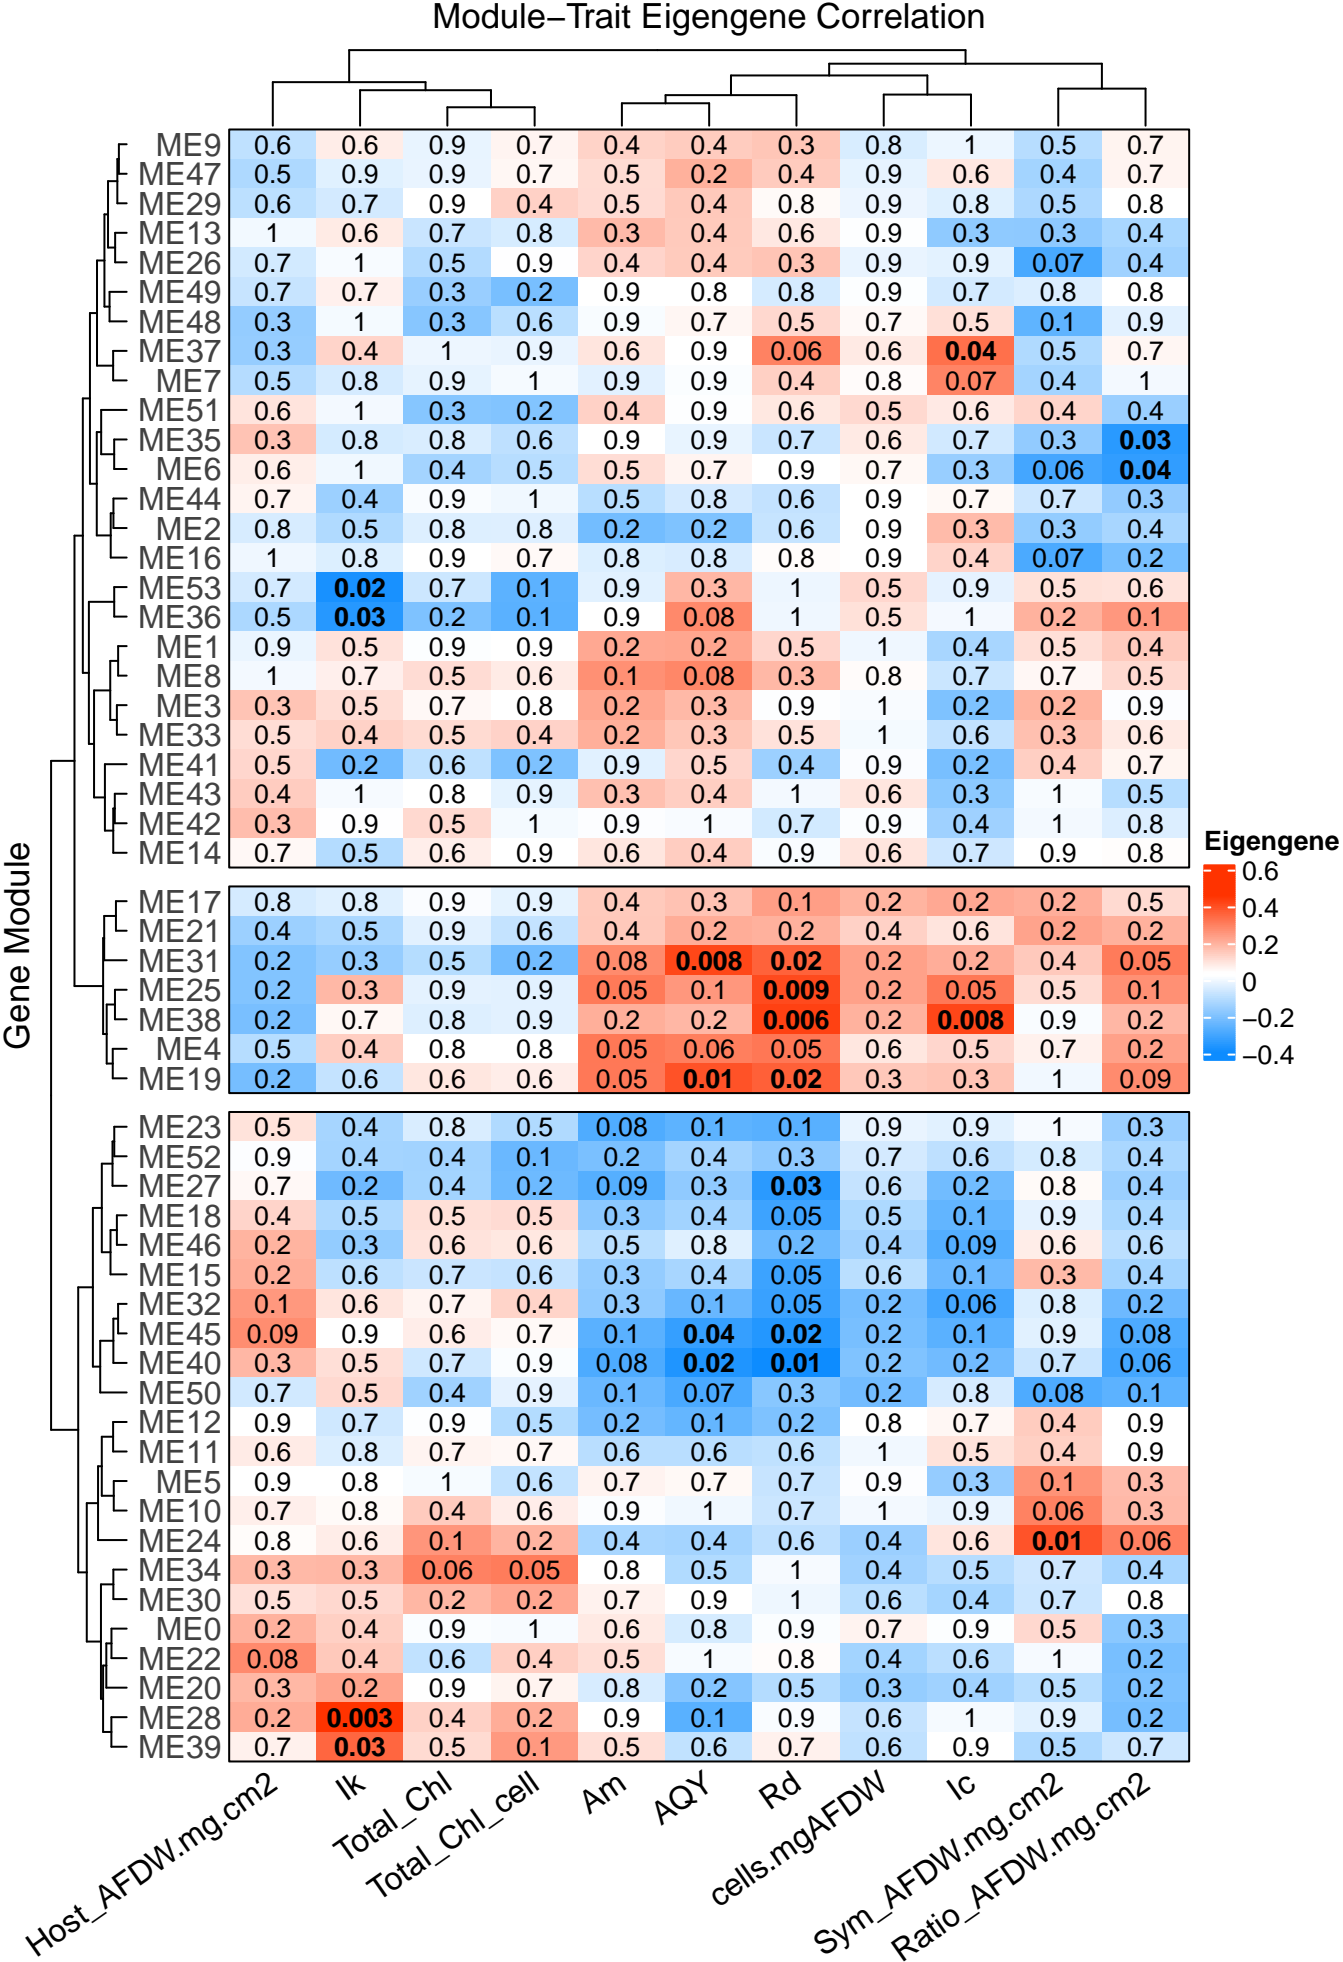 Module−Trait Eigengene Correlation
ME9 0.6 0.6 0.9 0.7 0.4 0.4 0.3 0.8 1 0.5 0.7
ME47 0.5 0.9 0.9 0.7 0.5 0.2 0.4 0.9 0.6 0.4 0.7
ME29 0.6 0.7 0.9 0.4 0.5 0.4 0.8 0.9 0.8 0.5 0.8
ME13 1 0.6 0.7 0.8 0.3 0.4 0.6 0.9 0.3 0.3 0.4
ME26 0.7 1 0.5 0.9 0.4 0.4 0.3 0.9 0.9 0.07 0.4
ME49 0.7 0.7 0.3 0.2 0.9 0.8 0.8 0.9 0.7 0.8 0.8
ME48 0.3 1 0.3 0.6 0.9 0.7 0.5 0.7 0.5 0.1 0.9
ME37 0.3 0.4 1 0.9 0.6 0.9 0.06 0.6 0.04 0.5 0.7
ME7 0.5 0.8 0.9 1 0.9 0.9 0.4 0.8 0.07 0.4 1
ME51 0.6 1 0.3 0.2 0.4 0.9 0.6 0.5 0.6 0.4 0.4
ME35 0.3 0.8 0.8 0.6 0.9 0.9 0.7 0.6 0.7 0.3 0.03
ME6 0.6 1 0.4 0.5 0.5 0.7 0.9 0.7 0.3 0.06 0.04
ME44 0.7 0.4 0.9 1 0.5 0.8 0.6 0.9 0.7 0.7 0.3
ME2 0.8 0.5 0.8 0.8 0.2 0.2 0.6 0.9 0.3 0.3 0.4
ME16 1 0.8 0.9 0.7 0.8 0.8 0.8 0.9 0.4 0.07 0.2
ME53 0.7 0.02 0.7 0.1 0.9 0.3 1 0.5 0.9 0.5 0.6
ME36 0.5 0.03 0.2 0.1 0.9 0.08 1 0.5 1 0.2 0.1
ME1 0.9 0.5 0.9 0.9 0.2 0.2 0.5 1 0.4 0.5 0.4
ME8 1 0.7 0.5 0.6 0.1 0.08 0.3 0.8 0.7 0.7 0.5
ME3 0.3 0.5 0.7 0.8 0.2 0.3 0.9 1 0.2 0.2 0.9
ME33 0.5 0.4 0.5 0.4 0.2 0.3 0.5 1 0.6 0.3 0.6
ME41 0.5 0.2 0.6 0.2 0.9 0.5 0.4 0.9 0.2 0.4 0.7
ME43 0.4 1 0.8 0.9 0.3 0.4 1 0.6 0.3 1 0.5
ME42 0.3 0.9 0.5 1 0.9 1 0.7 0.9 0.4 1 0.8
ME14 0.7 0.5 0.6 0.9 0.6 0.4 0.9 0.6 0.7 0.9 0.8
ME17 0.8 0.8 0.9 0.9 0.4 0.3 0.1 0.2 0.2 0.2 0.5
ME21 0.4 0.5 0.9 0.6 0.4 0.2 0.2 0.4 0.6 0.2 0.2
ME31 0.2 0.3 0.5 0.2 0.08 0.008 0.02 0.2 0.2 0.4 0.05
ME25 0.2 0.3 0.9 0.9 0.05 0.1 0.009 0.2 0.05 0.5 0.1
ME38 0.2 0.7 0.8 0.9 0.2 0.2 0.006 0.2 0.008 0.9 0.2
ME4 0.5 0.4 0.8 0.8 0.05 0.06 0.05 0.6 0.5 0.7 0.2
ME19 0.2 0.6 0.6 0.6 0.05 0.01 0.02 0.3 0.3 1 0.09
ME23 0.5 0.4 0.8 0.5 0.08 0.1 0.1 0.9 0.9 1 0.3
ME52 0.9 0.4 0.4 0.1 0.2 0.4 0.3 0.7 0.6 0.8 0.4
ME27 0.7 0.2 0.4 0.2 0.09 0.3 0.03 0.6 0.2 0.8 0.4
ME18 0.4 0.5 0.5 0.5 0.3 0.4 0.05 0.5 0.1 0.9 0.4
ME46 0.2 0.3 0.6 0.6 0.5 0.8 0.2 0.4 0.09 0.6 0.6
ME15 0.2 0.6 0.7 0.6 0.3 0.4 0.05 0.6 0.1 0.3 0.4
ME32 0.1 0.6 0.7 0.4 0.3 0.1 0.05 0.2 0.06 0.8 0.2
ME45 0.09 0.9 0.6 0.7 0.1 0.04 0.02 0.2 0.1 0.9 0.08
ME40 0.3 0.5 0.7 0.9 0.08 0.02 0.01 0.2 0.2 0.7 0.06
ME50 0.7 0.5 0.4 0.9 0.1 0.07 0.3 0.2 0.8 0.08 0.1
ME12 0.9 0.7 0.9 0.5 0.2 0.1 0.2 0.8 0.7 0.4 0.9
ME11 0.6 0.8 0.7 0.7 0.6 0.6 0.6 1 0.5 0.4 0.9
ME5 0.9 0.8 1 0.6 0.7 0.7 0.7 0.9 0.3 0.1 0.3
ME10 0.7 0.8 0.4 0.6 0.9 1 0.7 1 0.9 0.06 0.3
ME24 0.8 0.6 0.1 0.2 0.4 0.4 0.6 0.4 0.6 0.01 0.06
ME34 0.3 0.3 0.06 0.05 0.8 0.5 1 0.4 0.5 0.7 0.4
ME30 0.5 0.5 0.2 0.2 0.7 0.9 1 0.6 0.4 0.7 0.8
ME0 0.2 0.4 0.9 1 0.6 0.8 0.9 0.7 0.9 0.5 0.3
ME22 0.08 0.4 0.6 0.4 0.5 1 0.8 0.4 0.6 1 0.2
ME20 0.3 0.2 0.9 0.7 0.8 0.2 0.5 0.3 0.4 0.5 0.2
ME28 0.2 0.003 0.4 0.2 0.9 0.1 0.9 0.6 1 0.9 0.2
ME39 0.7 0.03 0.5 0.1 0.5 0.6 0.7 0.6 0.9 0.5 0.7
Gene Module
Host_AFDW.mg.cm2
Ik
Total_Chl
Total_Chl_cell
Am
AQY
Rd
cells.mgAFDW
Ic
Sym_AFDW.mg.cm2
Ratio_AFDW.mg.cm2
Eigengene
0.6
0.4
0.2
0
−0.2
−0.4